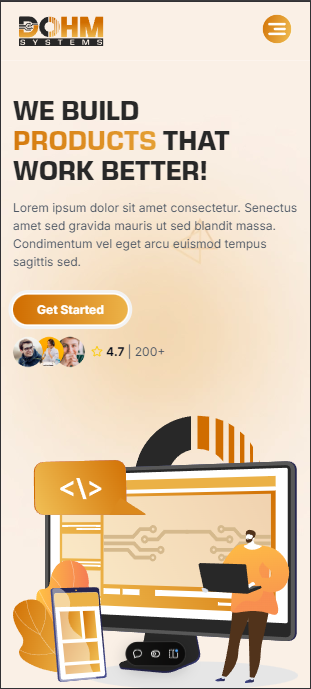 DOHM
SYSTEMS
WE BUILD
PRODUCTS THAT
WORK BETTER!
Lorem ipsum dolor sit amet consectetur. Senectus
amet sed gravida mauris ut sed blandit massa.
Condimentum vel eget arcu euismod tempus
sagittis sed.
Get Started
4.7 | 200+
<\>